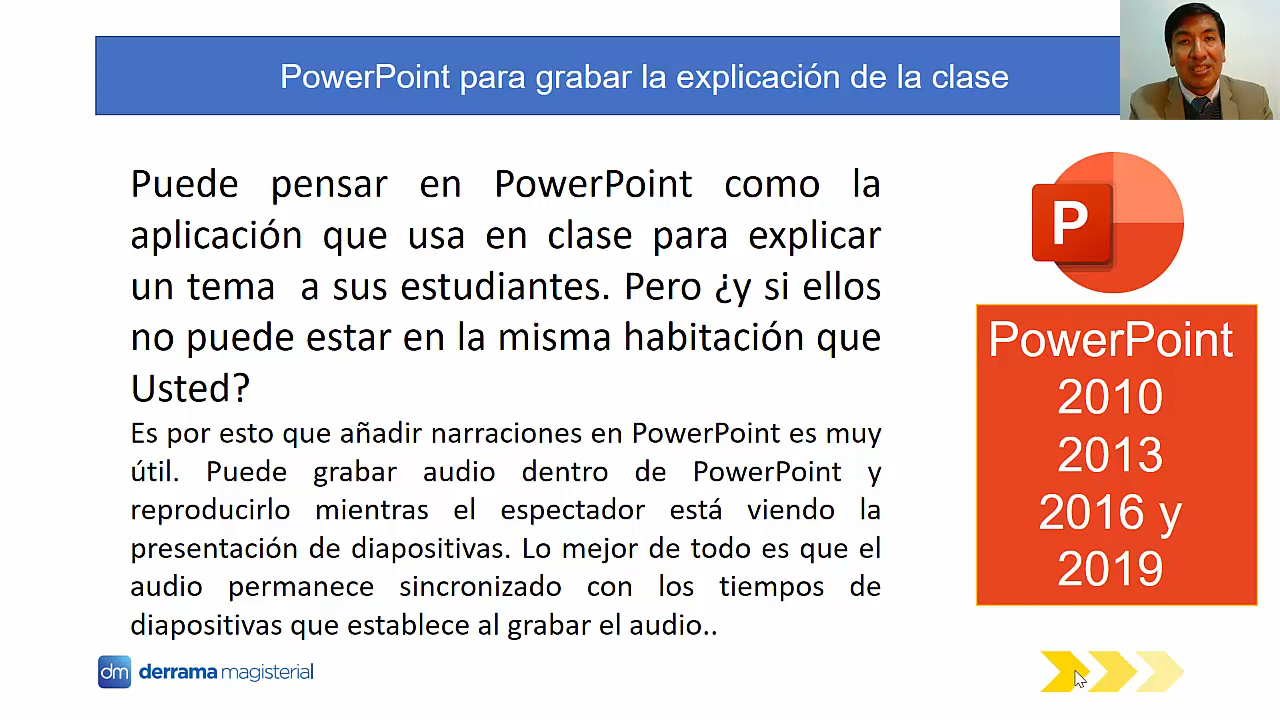 PowerPoint para grabar la explicación de la clase
Puede pensar en PowerPoint como la
aplicación que usa en clase para explicar
un tema a sus estudiantes. Pero ¿y si ellos
no puede estar en la misma habitación que
Usted?
Es por esto que añadir narraciones en PowerPoint es muy
útil. Puede grabar audio dentro de PowerPoint y
reproducirlo mientras el espectador está viendo la
presentación de diapositivas. Lo mejor de todo es que el
audio permanece sincronizado con los tiempos de
diapositivas que establece al grabar el audio..
P
PowerPoint
2010
2013
2016 y
2019
dm derrama magisterial